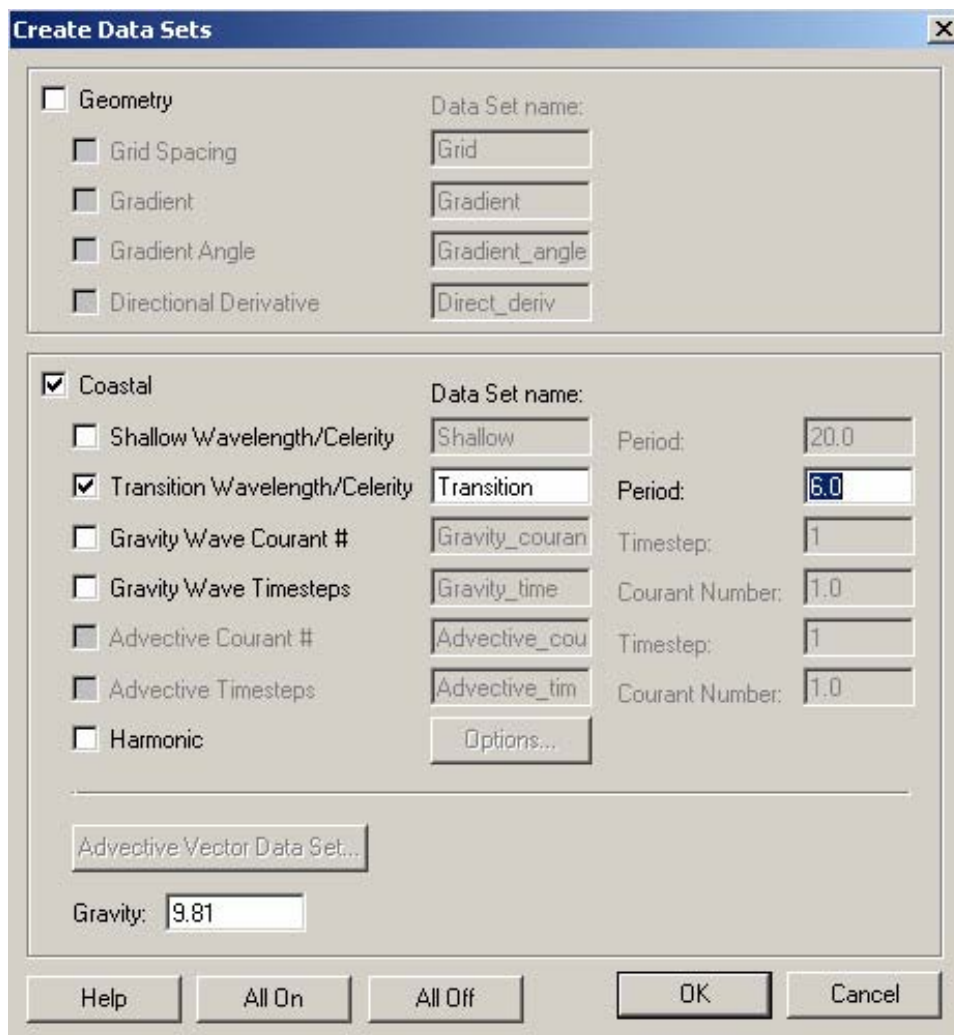 Create Data Sets
Geometry Data Set name:
Grid Spacing Grid
Gradient Gradient
Gradient Angle Gradient_angle
Directional Derivative Direct_deriv
Coastal Data Set name:
Shallow Wavelength/Celerity Shallow Period: 20.0
Transition Wavelength/Celerity Transition Period: 6.0
Gravity Wave Courant # Gravity_couran Timestep: 1
Gravity Wave Timesteps Gravity_time Courant Number: 1.0
Advective Courant # Advective_cou Timestep: 1
Advective Timesteps Advective_tim Courant Number: 1.0
Harmonic Options...
Advective Vector Data Set...
Gravity: 9.81
Help All On All Off OK Cancel